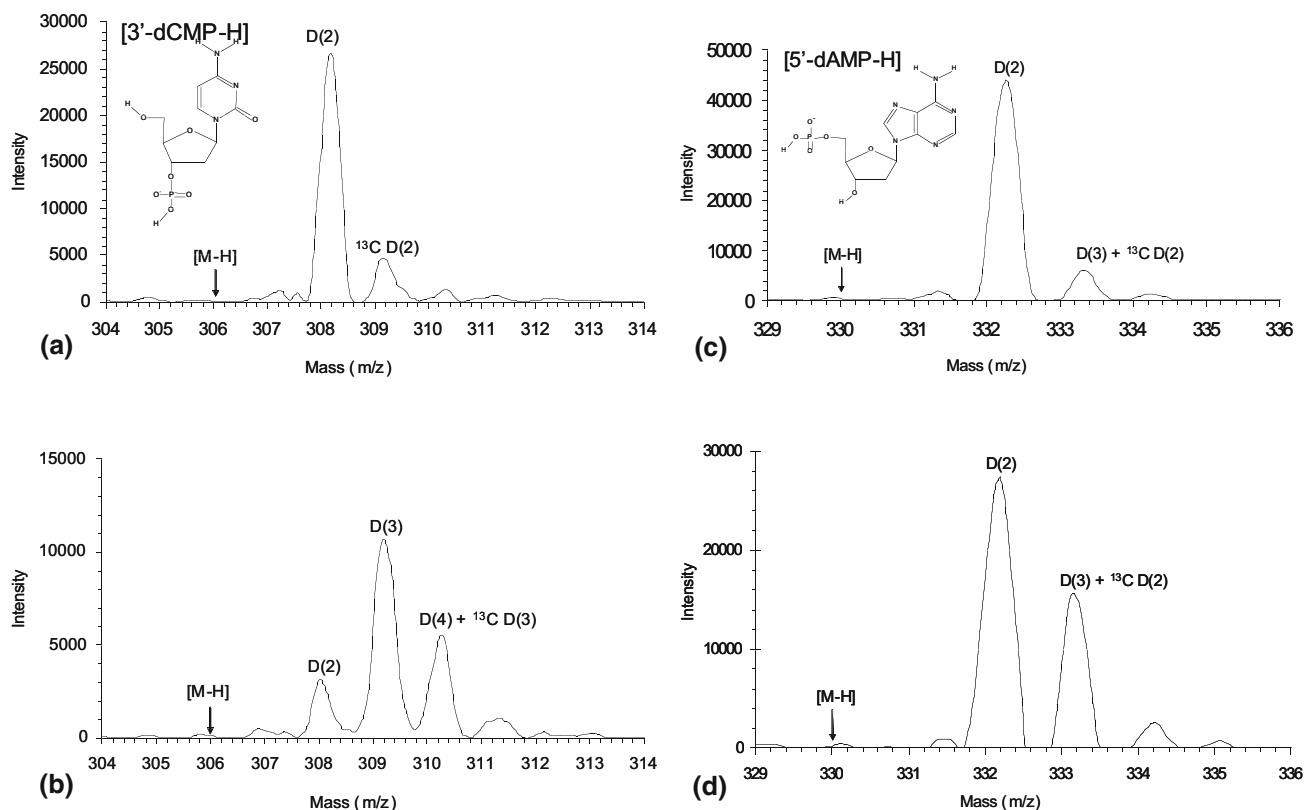 [3'-dCMP-H]
D(2)
¹³C D(2)
[M-H]
Intensity
30000
25000
20000
15000
10000
5000
0
304 305 306 307 308 309 310 311 312 313 314
Mass ( m/z)
(a)
H H
N
N
N
O
O
H
O
O
O⁻ P O
O
H
[5'-dAMP-H]
D(2)
D(3) + ¹³C D(2)
[M-H]
Intensity
50000
40000
30000
20000
10000
0
329 330 331 332 333 334 335 336
Mass ( m/z)
(c)
H H
N
N N
N N
O⁻
H O P O
O
O
O
H
D(2)
D(3)
D(4) + ¹³C D(3)
[M-H]
Intensity
15000
10000
5000
0
304 305 306 307 308 309 310 311 312 313 314
Mass ( m/z)
(b)
D(2)
D(3) + ¹³C D(2)
[M-H]
Intensity
30000
20000
10000
0
329 330 331 332 333 334 335 336
Mass ( m/z)
(d)